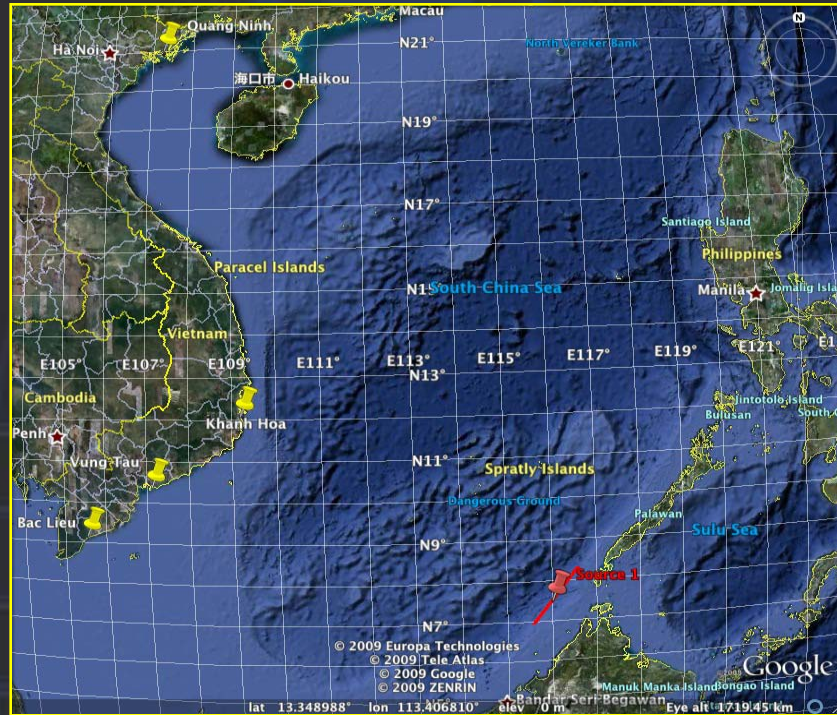 Macau
Quang Ninh
N21°
N
Ha Noi
North Vereker Bank
海口市 Haikou
N19°
N17°
Santiago Island
Paracel Islands
Philippines
N15
South China Sea
Manila
Jomalig Isla
Vietnam
E105° E107° E109° E111° E113° E115° E117° E119° E121° E1
N13°
Cambodia
Jintotolo Island
Khanh Hoa
Bulusan
South
Penh
Vung Tau
N11°
Spratly Islands
Dangerous Ground
Palawan
Bac Lieu
Sulu Sea
N9°
Source 1
N7°
© 2009 Europa Technologies
© 2009 Tele Atlas
© 2009 Google
© 2009 ZENRIN
Google
Manuk Manka Island
Bongao Island
Bandar Seri Begawan
lat 13.348988° lon 113.406810° elev 0 m
Eye alt 1719.45 km